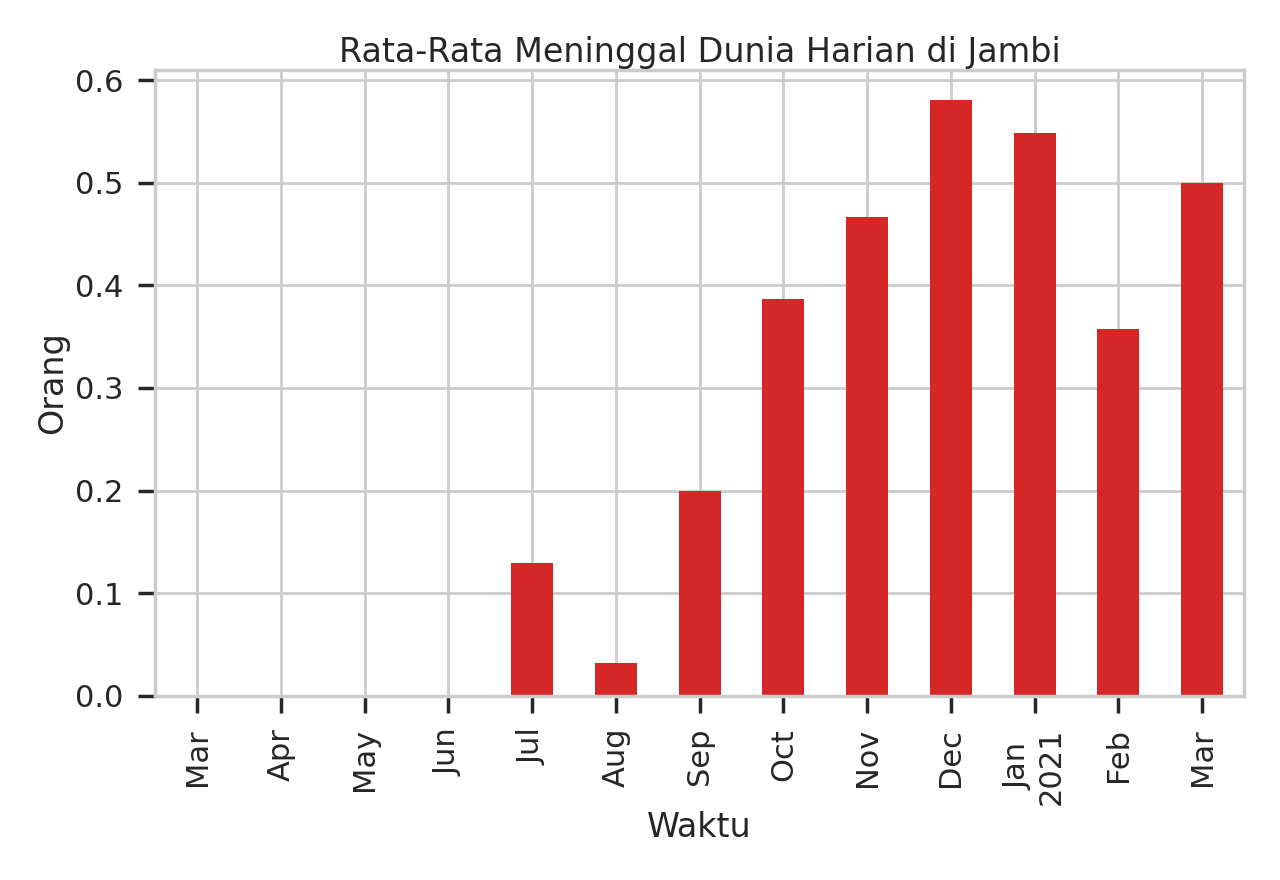 Rata-Rata Meninggal Dunia Harian di Jambi
0.6
0.5
0.4
0.3
0.2
0.1
0.0
Orang
Mar
Apr
May
Jun
Jul
Aug
Sep
Oct
Nov
Dec
Jan
2021
Feb
Mar
Waktu